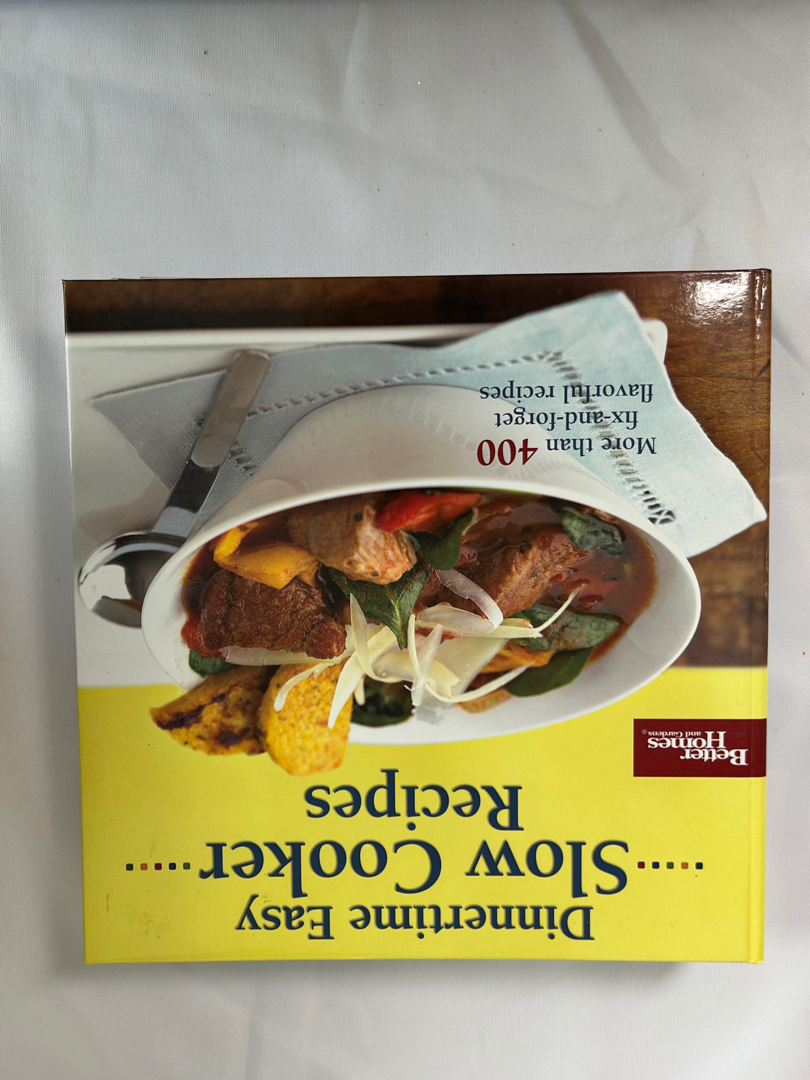 Dinnertime Easy
Slow Cooker
Recipes
Better
Homes
and Gardens®
More than 400
fix-and-forget
flavorful recipes